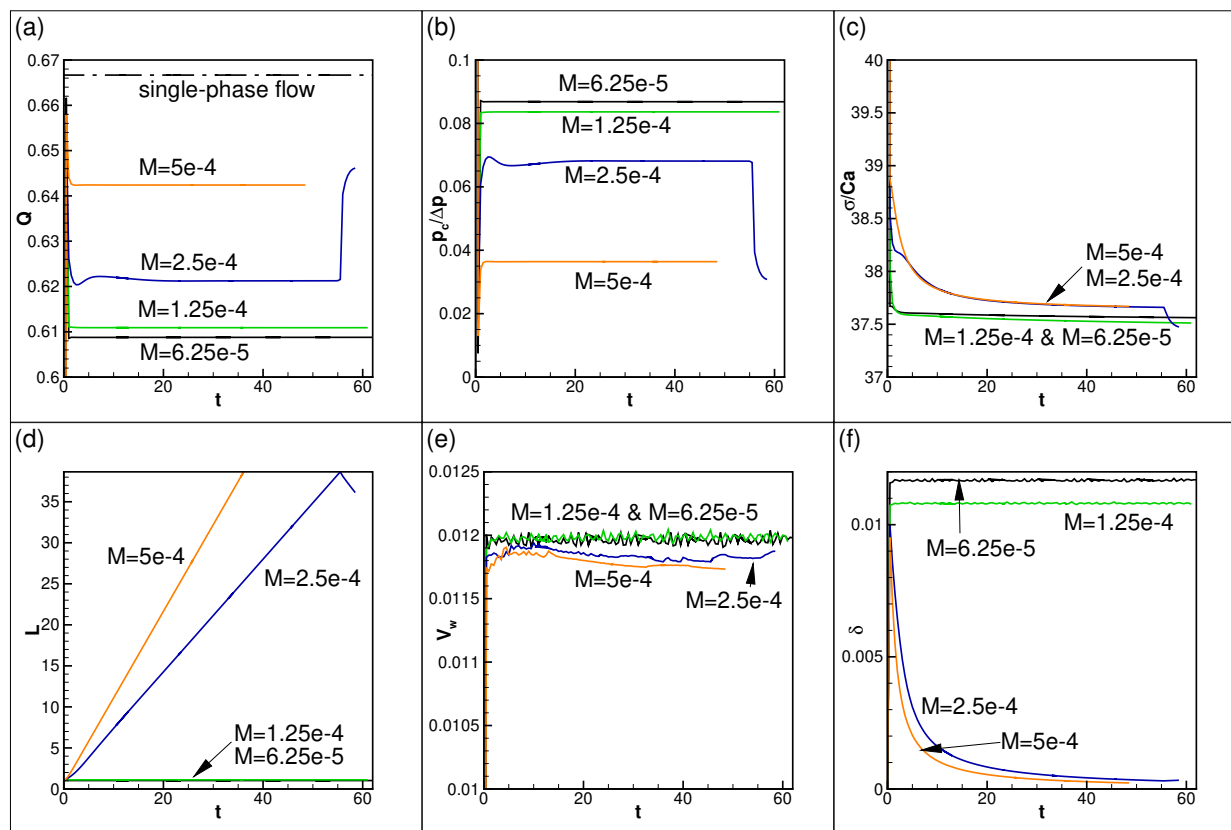 (a)
0.67
0.66
0.65
0.64
0.63
0.62
0.61
0.6
Q
single-phase flow
M=5e-4
M=2.5e-4
M=1.25e-4
M=6.25e-5
0 20 40 60
t
(b)
0.1
0.08
0.06
0.04
0.02
0
p_c/Δp
M=6.25e-5
M=1.25e-4
M=2.5e-4
M=5e-4
0 20 40 60
t
(c)
40
39.5
39
38.5
38
37.5
37
σ/Ca
M=5e-4
M=2.5e-4
M=1.25e-4 & M=6.25e-5
0 20 40 60
t
(d)
35
30
25
20
15
10
5
0
L
M=5e-4
M=2.5e-4
M=1.25e-4
M=6.25e-5
0 20 40 60
t
(e)
0.0125
0.012
0.0115
0.011
0.0105
0.01
V_w
M=1.25e-4 & M=6.25e-5
M=5e-4
M=2.5e-4
0 20 40 60
t
(f)
0.01
0.005
0
δ
M=1.25e-4
M=6.25e-5
M=2.5e-4
M=5e-4
0 20 40 60
t